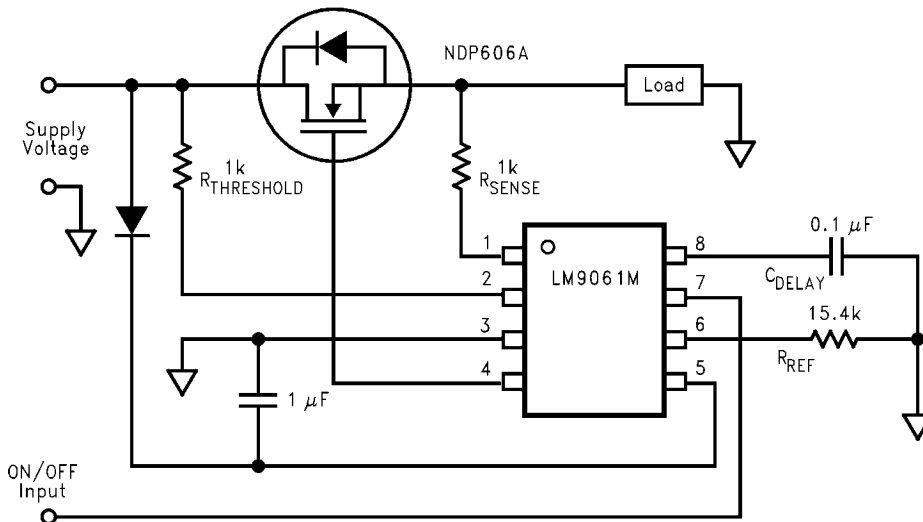 NDP606A
Load
Supply
Voltage
1k
RTHRESHOLD
1k
RSENSE
1
2
3
4
LM9061M
8
7
6
5
0.1 μF
CDELAY
15.4k
RREF
1 μF
ON/OFF
Input